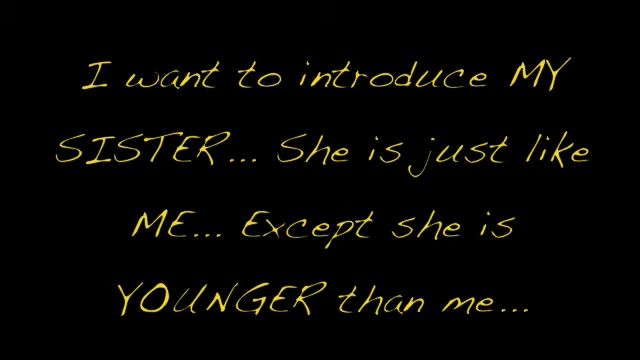 I want to introduce MY
SISTER... She is just like
ME... Except she is
YOUNGER than me...